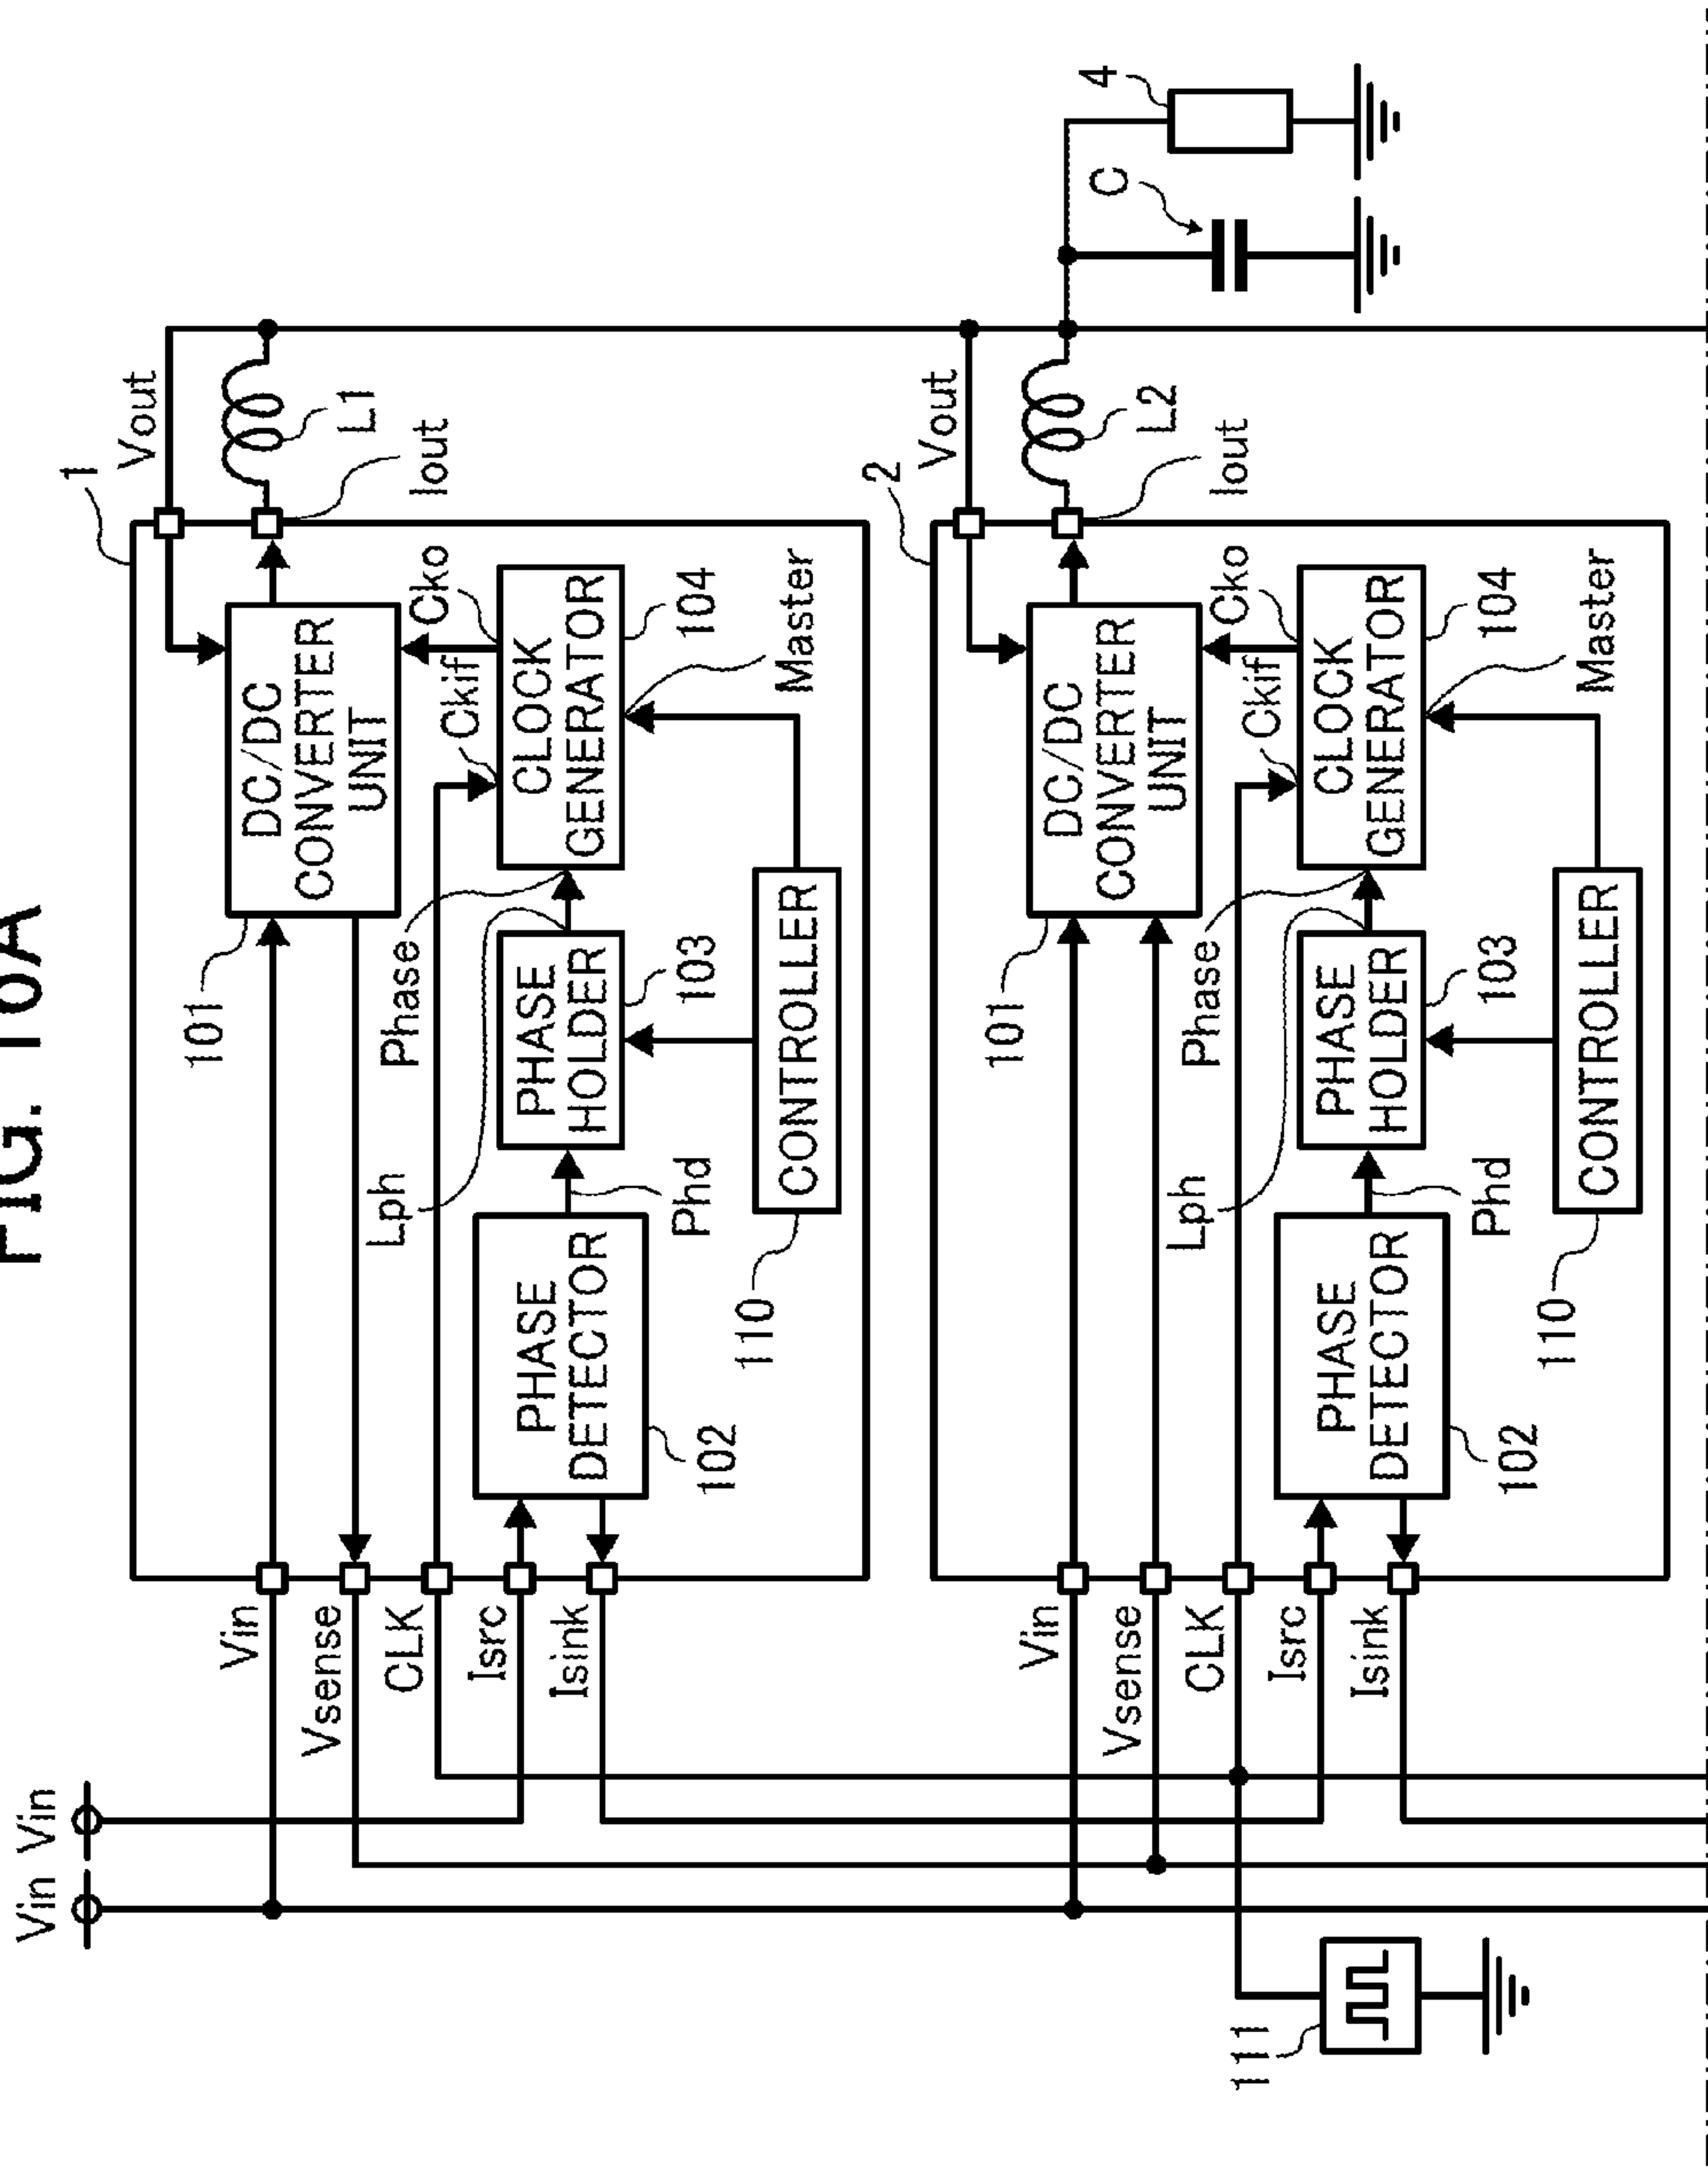 FIG. 10A
Vin
Vin
1
Vout
L1
Iout
Vin
Vsense
CLK
Isrc
Isink
101
DC/DC
CONVERTER
UNIT
Cko
Ckif
Phase
Lph
PHASE
DETECTOR
102
Phd
PHASE
HOLDER
103
CLOCK
GENERATOR
104
Master
CONTROLLER
110
2
Vout
L2
Iout
C
4
Vin
Vsense
CLK
Isrc
Isink
101
DC/DC
CONVERTER
UNIT
Cko
Ckif
Phase
Lph
PHASE
DETECTOR
102
Phd
PHASE
HOLDER
103
CLOCK
GENERATOR
104
Master
CONTROLLER
110
111